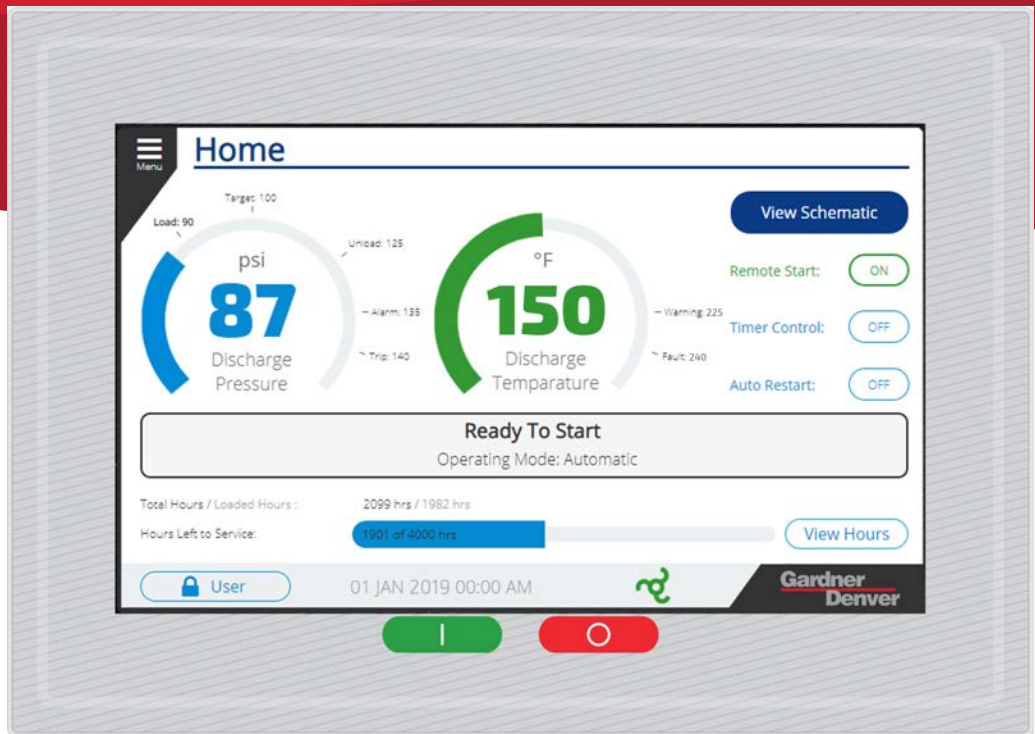 Home
Menu
Target: 100
Load: 90
Unload: 125
psi
87
Discharge
Pressure
Alarm: 135
Trip: 140
°F
150
Discharge
Temparature
Warning: 225
Fault: 240
View Schematic
Remote Start: ON
Timer Control: OFF
Auto Restart: OFF
Ready To Start
Operating Mode: Automatic
Total Hours / Loaded Hours : 2099 hrs / 1982 hrs
Hours Left to Service: 1901 of 4000 hrs View Hours
User 01 JAN 2019 00:00 AM
Gardner
Denver